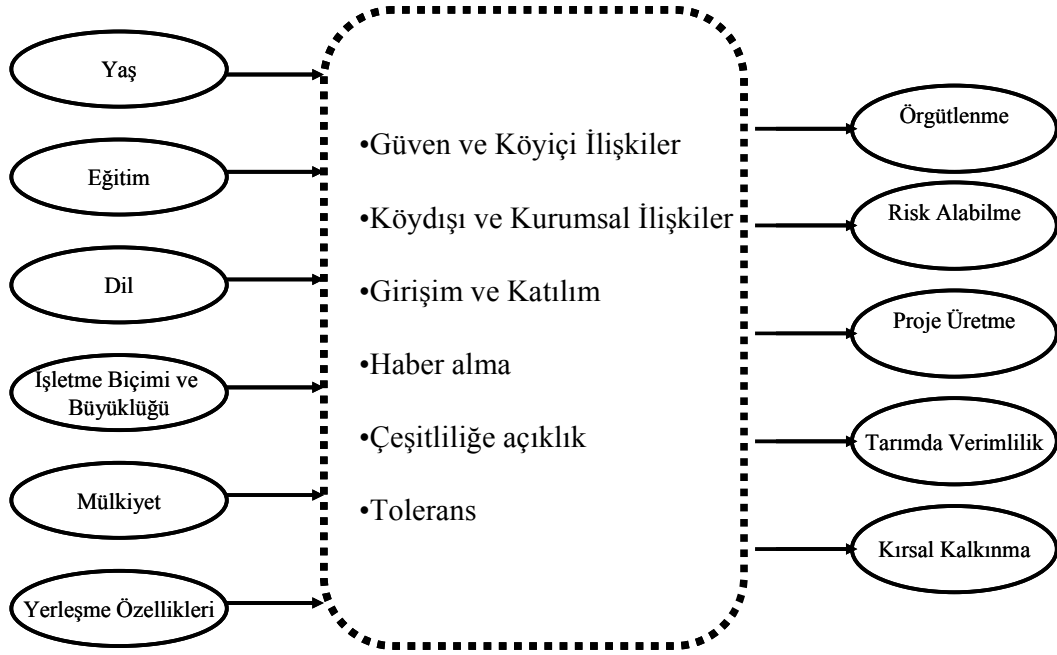 Yaş
Eğitim
Dil
İşletme Biçimi ve
Büyüklüğü
Mülkiyet
Yerleşme Özellikleri
•Güven ve Köyiçi İlişkiler
•Köydışı ve Kurumsal İlişkiler
•Girişim ve Katılım
•Haber alma
•Çeşitliliğe açıklık
•Tolerans
Örgütlenme
Risk Alabilme
Proje Üretme
Tarımda Verimlilik
Kırsal Kalkınma